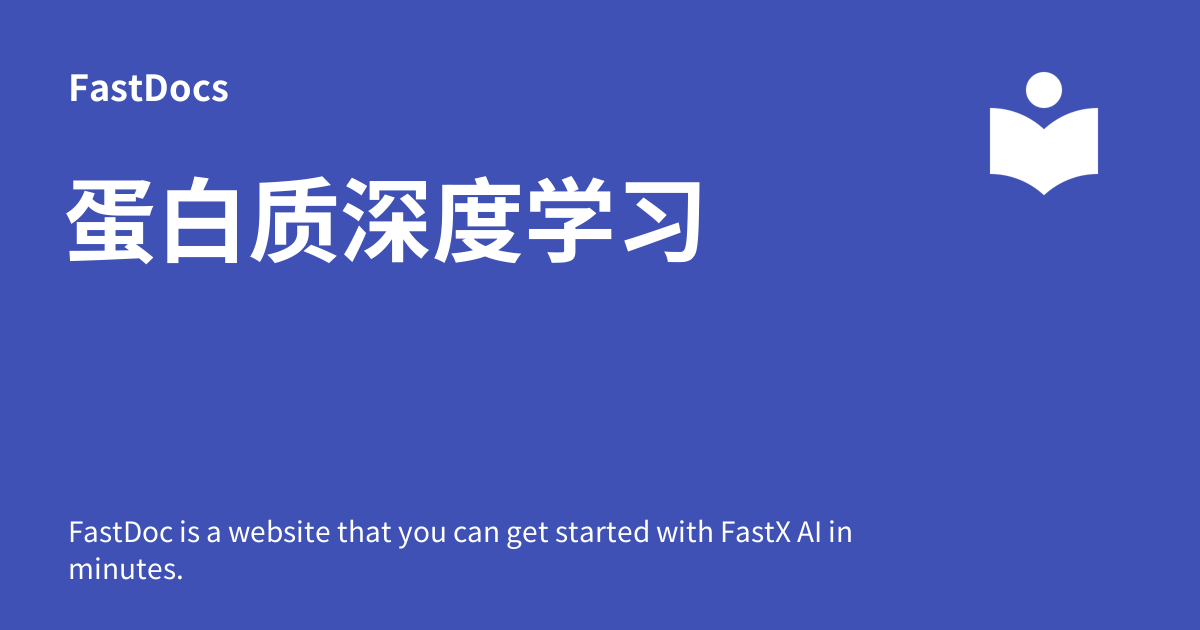 FastDocs
蛋白质深度学习
FastDoc is a website that you can get started with FastX AI in
minutes.